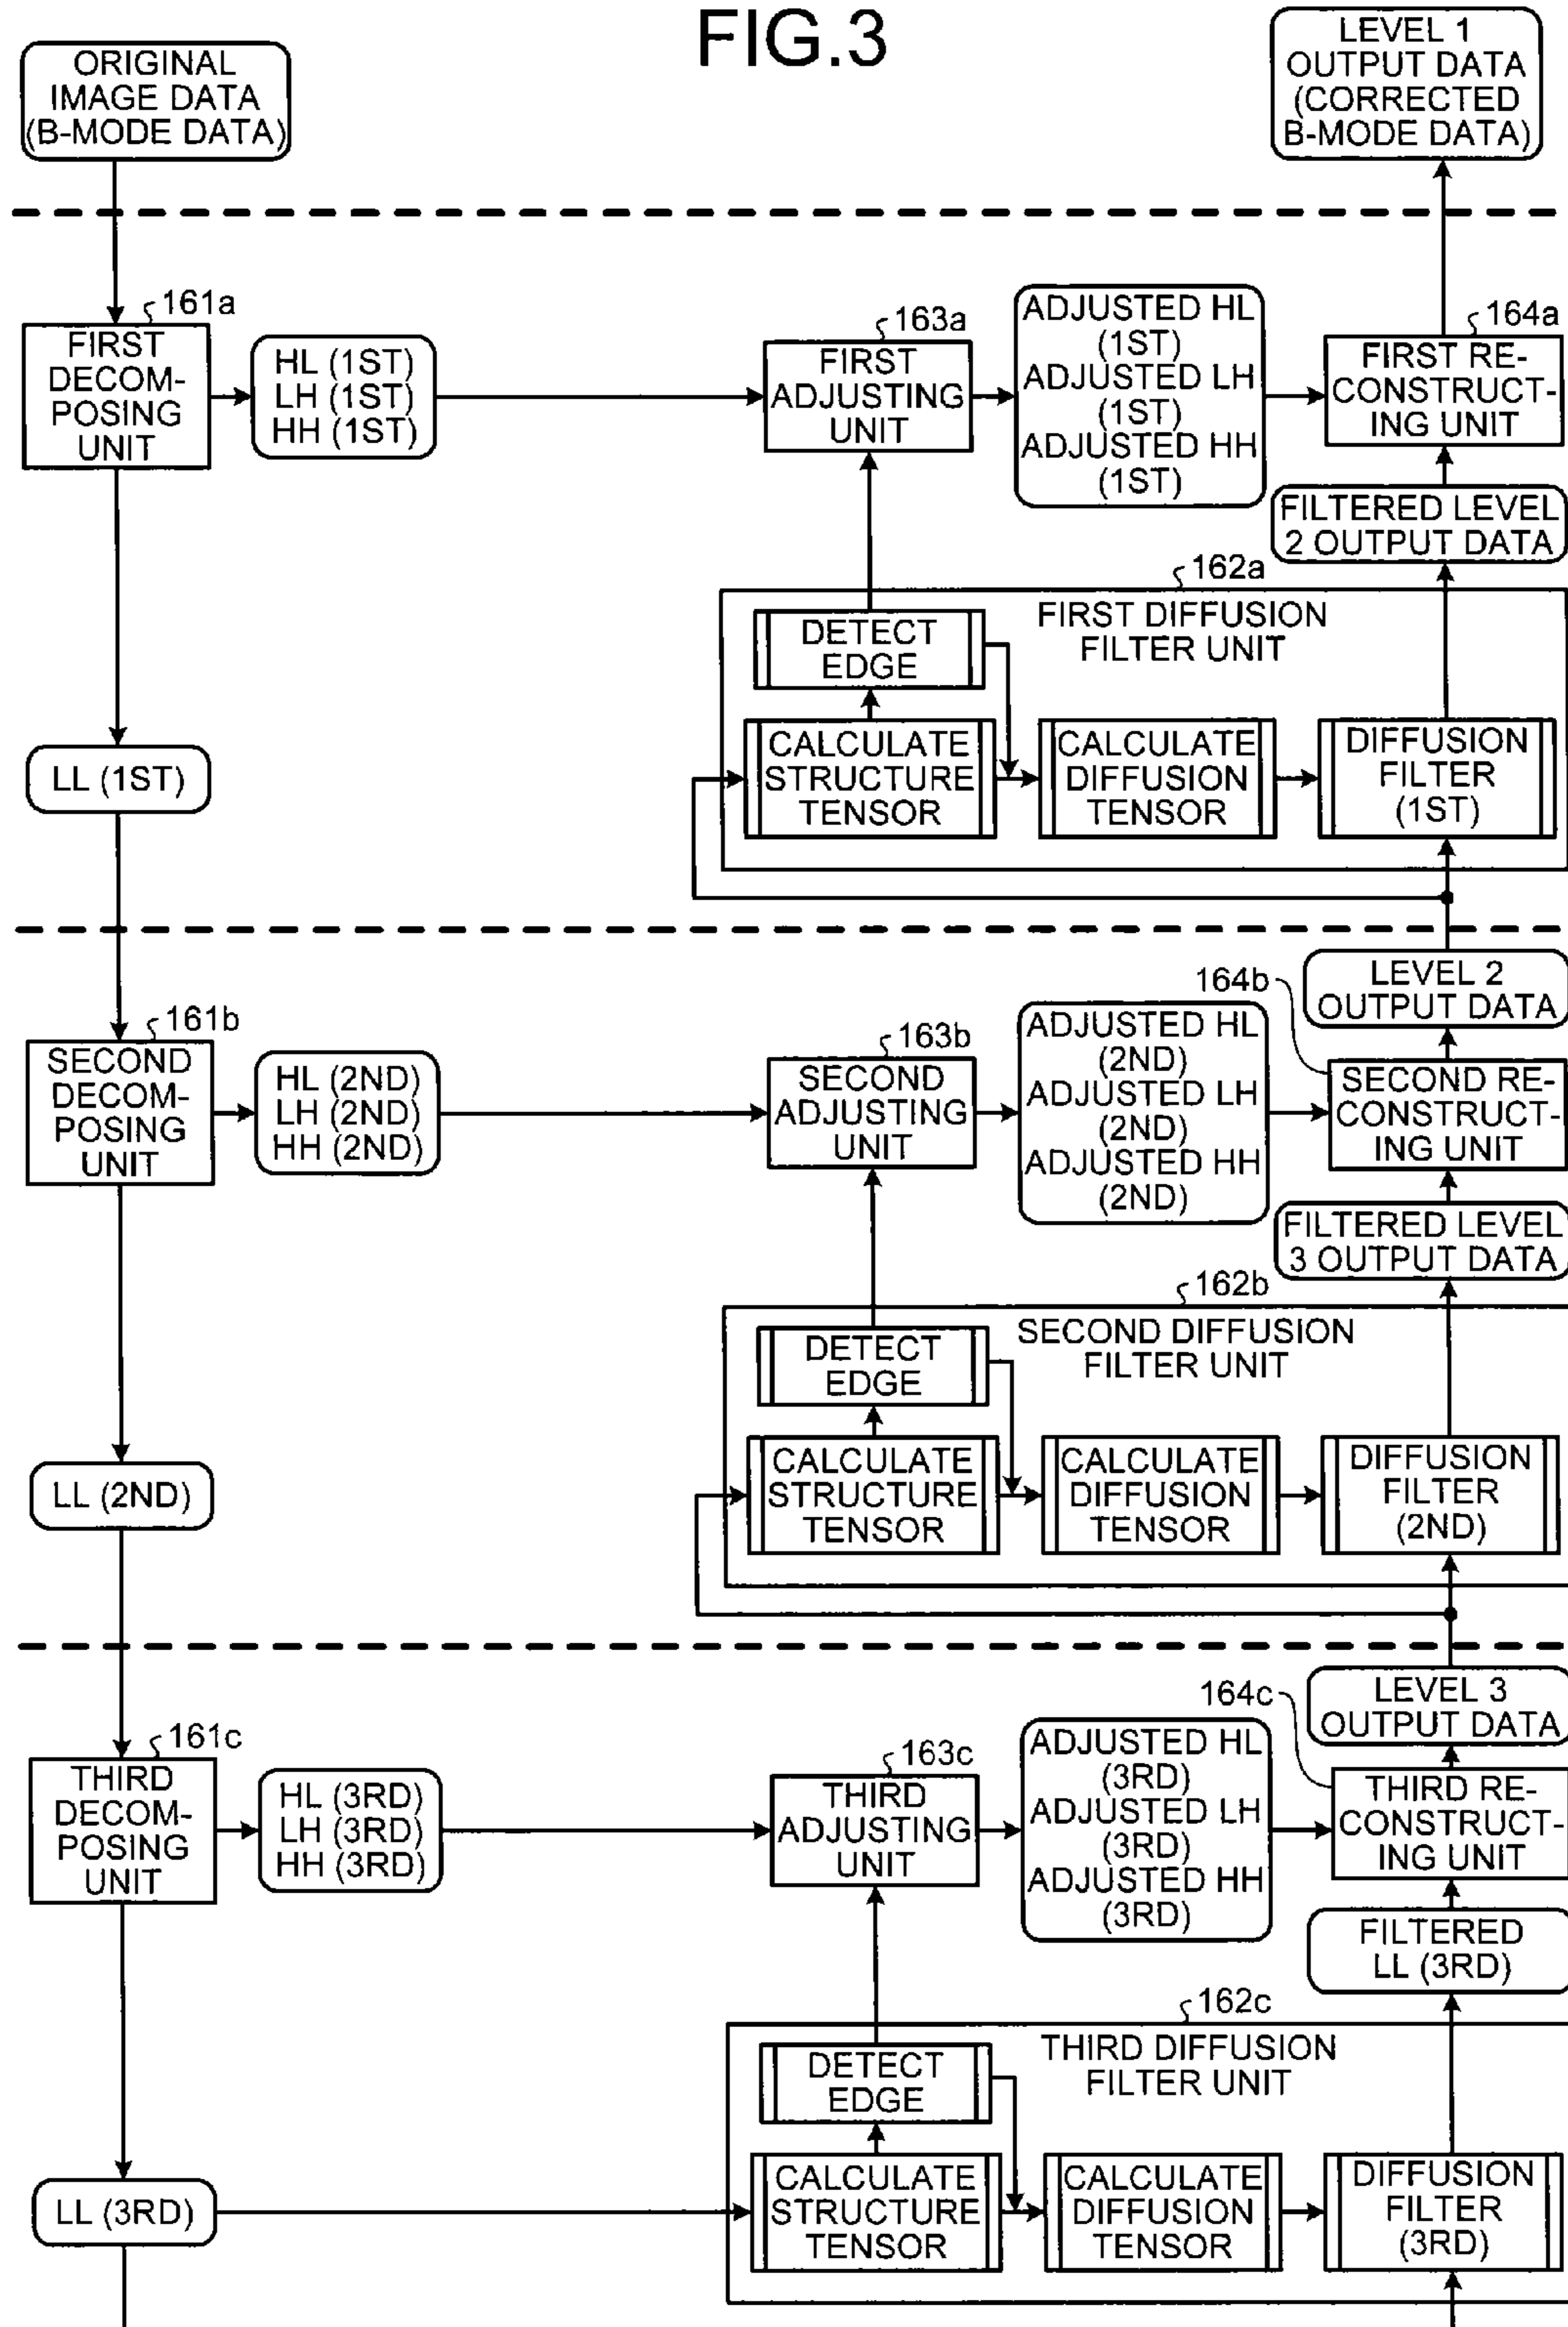 FIG.3
ORIGINAL
IMAGE DATA
(B-MODE DATA)
LEVEL 1
OUTPUT DATA
(CORRECTED
B-MODE DATA)
161a
FIRST
DECOM-
POSING
UNIT
HL (1ST)
LH (1ST)
HH (1ST)
163a
FIRST
ADJUSTING
UNIT
ADJUSTED HL
(1ST)
ADJUSTED LH
(1ST)
ADJUSTED HH
(1ST)
164a
FIRST RE-
CONSTRUCT-
ING UNIT
FILTERED LEVEL
2 OUTPUT DATA
162a
FIRST DIFFUSION
FILTER UNIT
DETECT
EDGE
LL (1ST)
CALCULATE
STRUCTURE
TENSOR
CALCULATE
DIFFUSION
TENSOR
DIFFUSION
FILTER
(1ST)
LEVEL 2
OUTPUT DATA
161b
SECOND
DECOM-
POSING
UNIT
HL (2ND)
LH (2ND)
HH (2ND)
163b
SECOND
ADJUSTING
UNIT
ADJUSTED HL
(2ND)
ADJUSTED LH
(2ND)
ADJUSTED HH
(2ND)
164b
SECOND RE-
CONSTRUCT-
ING UNIT
FILTERED LEVEL
3 OUTPUT DATA
162b
SECOND DIFFUSION
FILTER UNIT
DETECT
EDGE
LL (2ND)
CALCULATE
STRUCTURE
TENSOR
CALCULATE
DIFFUSION
TENSOR
DIFFUSION
FILTER
(2ND)
LEVEL 3
OUTPUT DATA
161c
THIRD
DECOM-
POSING
UNIT
HL (3RD)
LH (3RD)
HH (3RD)
163c
THIRD
ADJUSTING
UNIT
ADJUSTED HL
(3RD)
ADJUSTED LH
(3RD)
ADJUSTED HH
(3RD)
164c
THIRD RE-
CONSTRUCT-
ING UNIT
FILTERED
LL (3RD)
162c
THIRD DIFFUSION
FILTER UNIT
DETECT
EDGE
LL (3RD)
CALCULATE
STRUCTURE
TENSOR
CALCULATE
DIFFUSION
TENSOR
DIFFUSION
FILTER
(3RD)